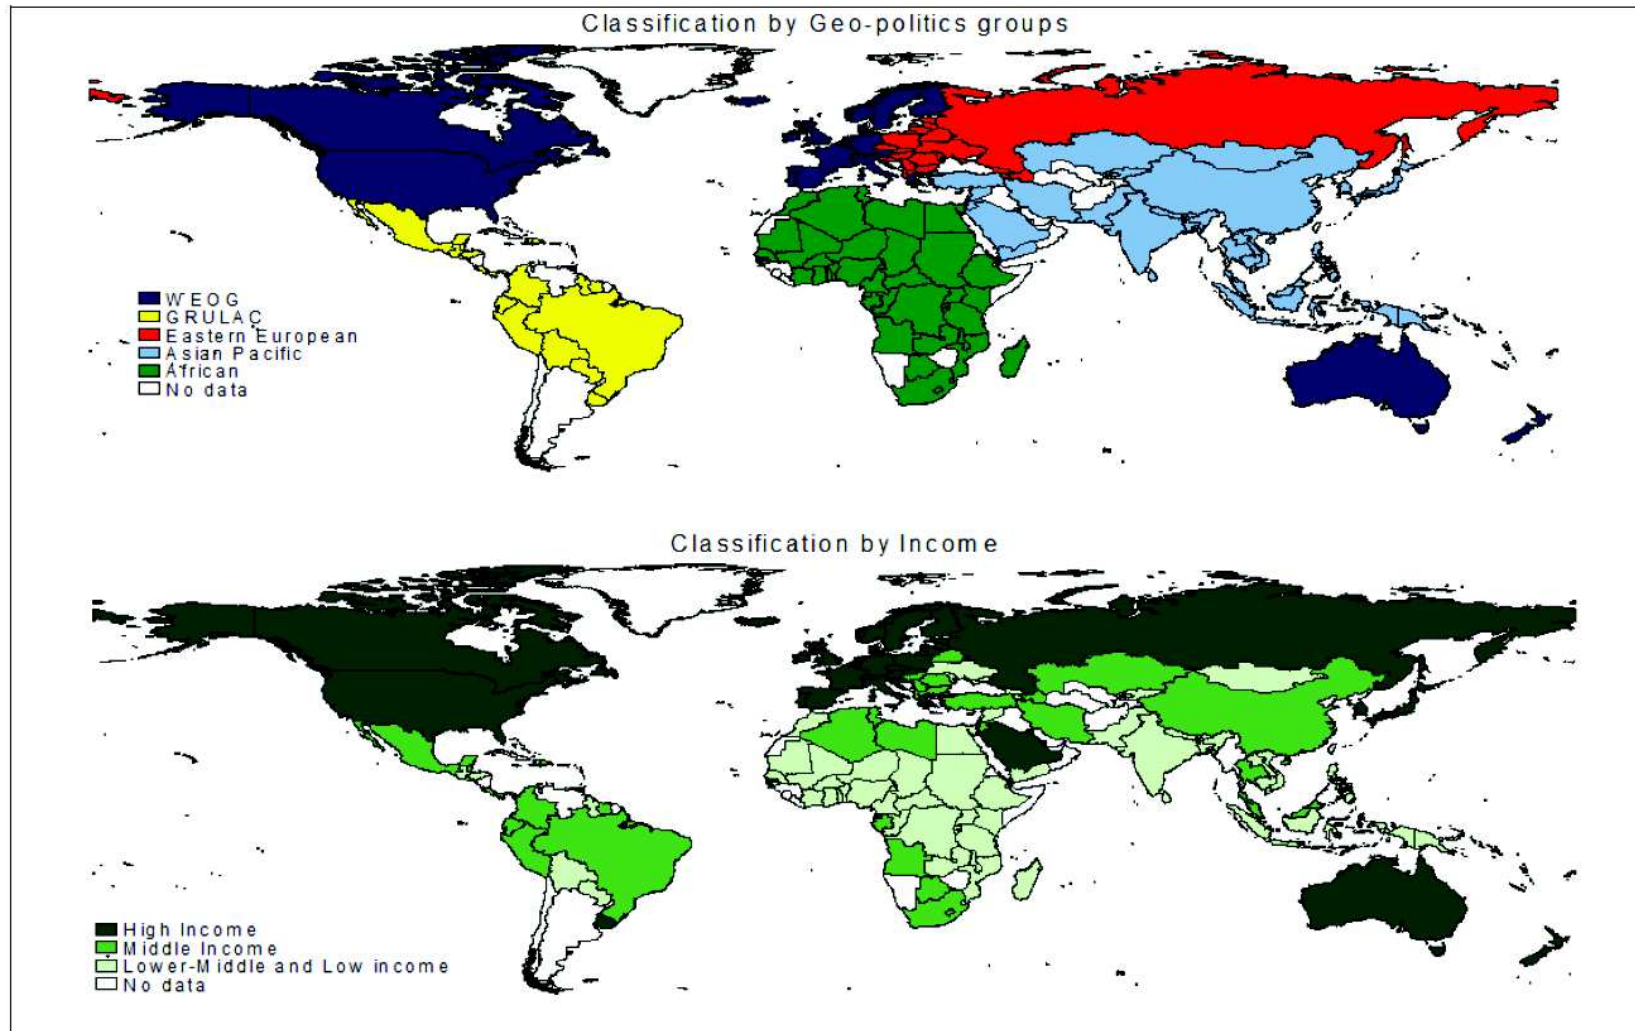 Classification by Geo-politics groups
WEOG
GRULAC
Eastern European
Asian Pacific
African
No data
Classification by Income
High Income
Middle Income
Lower-Middle and Low income
No data